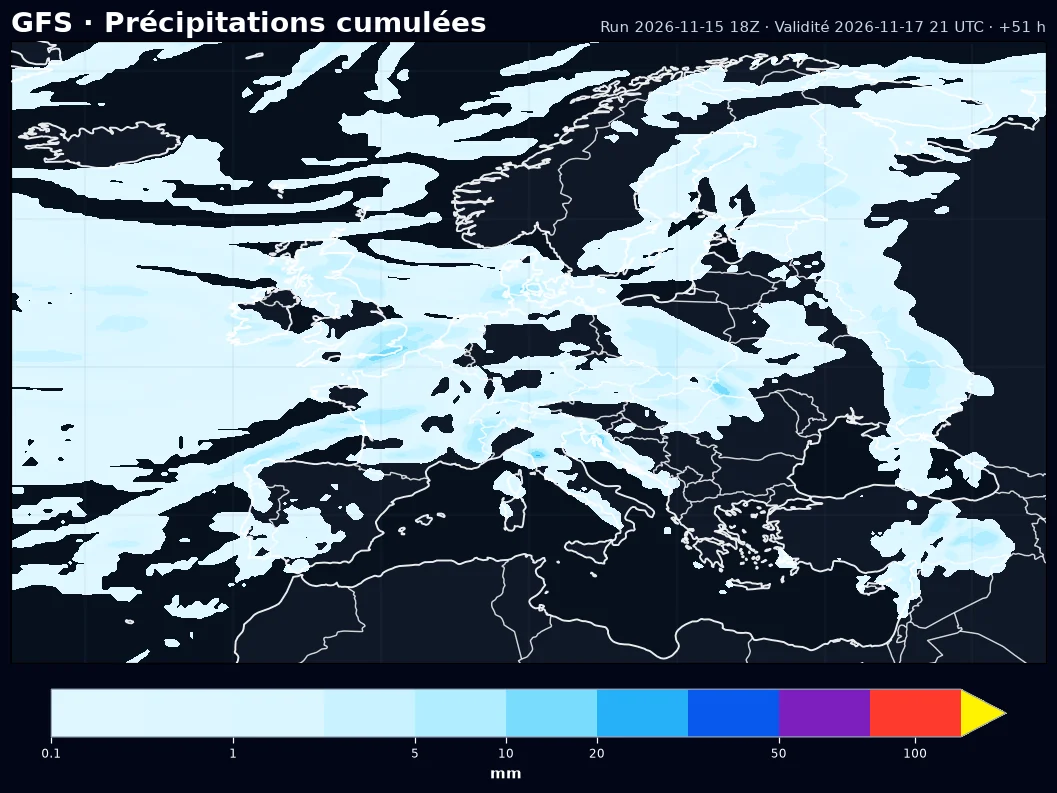 GFS · Précipitations cumulées
Run 2026-11-15 18Z · Validité 2026-11-17 21 UTC · +51 h
0.1 1 5 10 20 50 100
mm